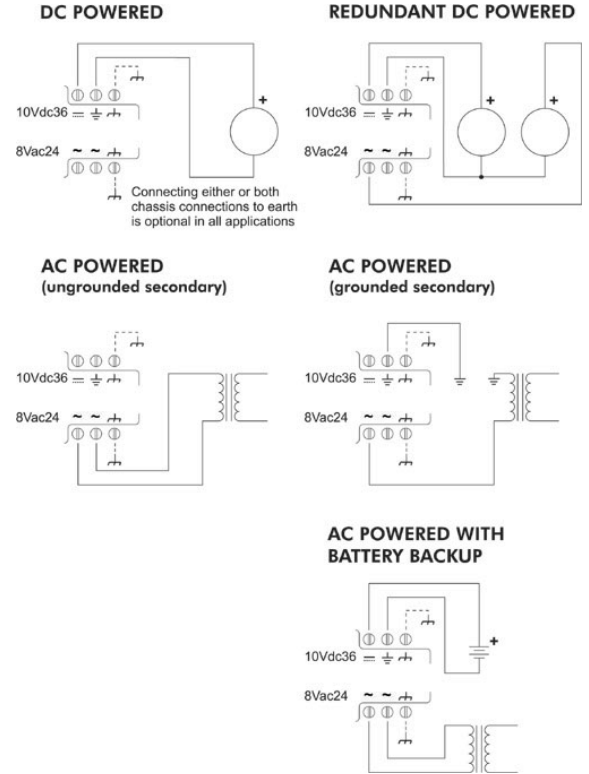 DC POWERED
+
10Vdc36
8Vac24 ~ ~
Connecting either or both
chassis connections to earth
is optional in all applications
REDUNDANT DC POWERED
+ +
10Vdc36
8Vac24 ~ ~
AC POWERED
(ungrounded secondary)
10Vdc36
8Vac24 ~ ~
AC POWERED
(grounded secondary)
10Vdc36
8Vac24 ~ ~
AC POWERED WITH
BATTERY BACKUP
+
10Vdc36
8Vac24 ~ ~